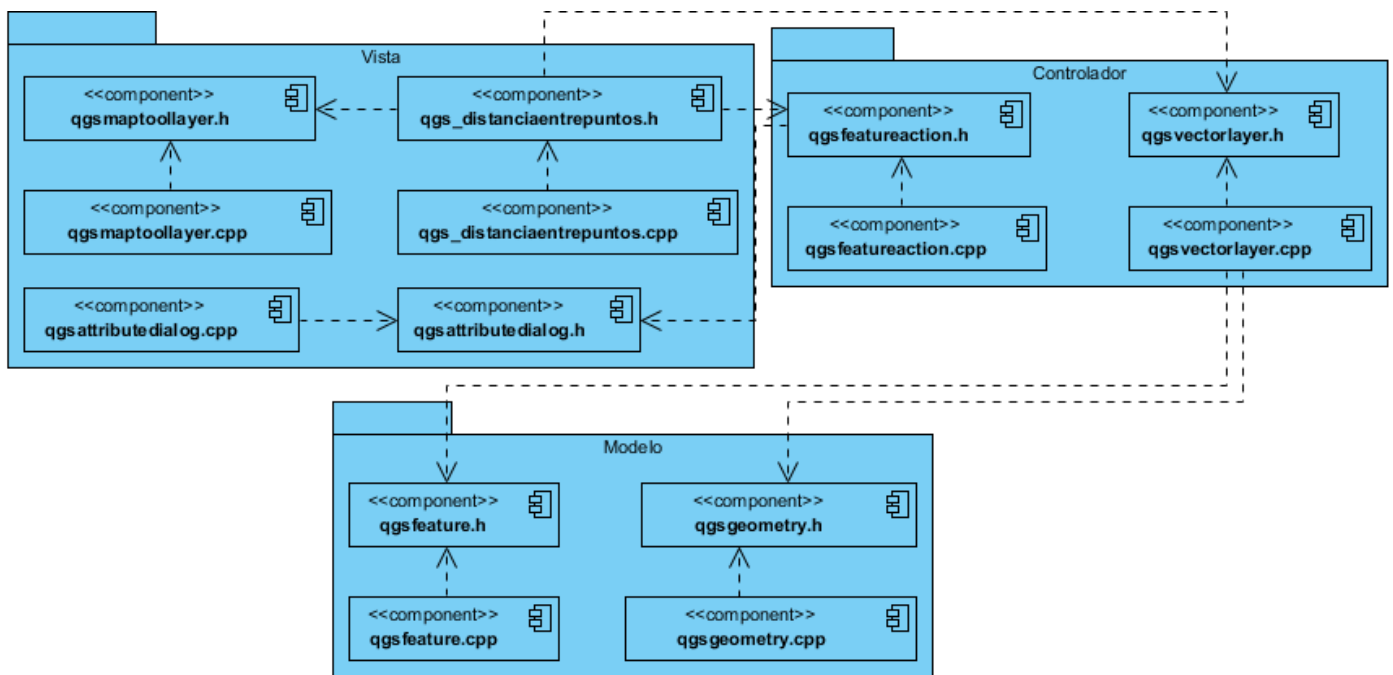 Vista
<<component>>
qgsmaptoollayer.h
<<component>>
qgs_distanciaentrepuntos.h
<<component>>
qgsmaptoollayer.cpp
<<component>>
qgs_distanciaentrepuntos.cpp
<<component>>
qgsattributedialog.cpp
<<component>>
qgsattributedialog.h
Controlador
<<component>>
qgsfeatureaction.h
<<component>>
qgsvectorlayer.h
<<component>>
qgsfeatureaction.cpp
<<component>>
qgsvectorlayer.cpp
Modelo
<<component>>
qgsfeature.h
<<component>>
qgsgeometry.h
<<component>>
qgsfeature.cpp
<<component>>
qgsgeometry.cpp